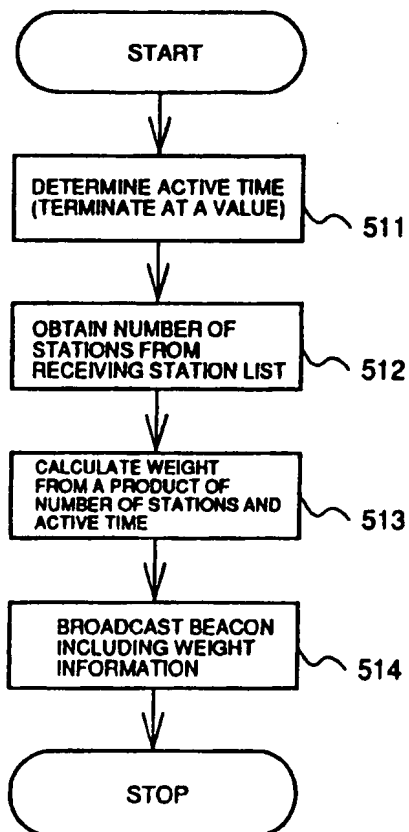 START
DETERMINE ACTIVE TIME
(TERMINATE AT A VALUE)
511
OBTAIN NUMBER OF
STATIONS FROM
RECEIVING STATION LIST
512
CALCULATE WEIGHT
FROM A PRODUCT OF
NUMBER OF STATIONS AND
ACTIVE TIME
513
BROADCAST BEACON
INCLUDING WEIGHT
INFORMATION
514
STOP